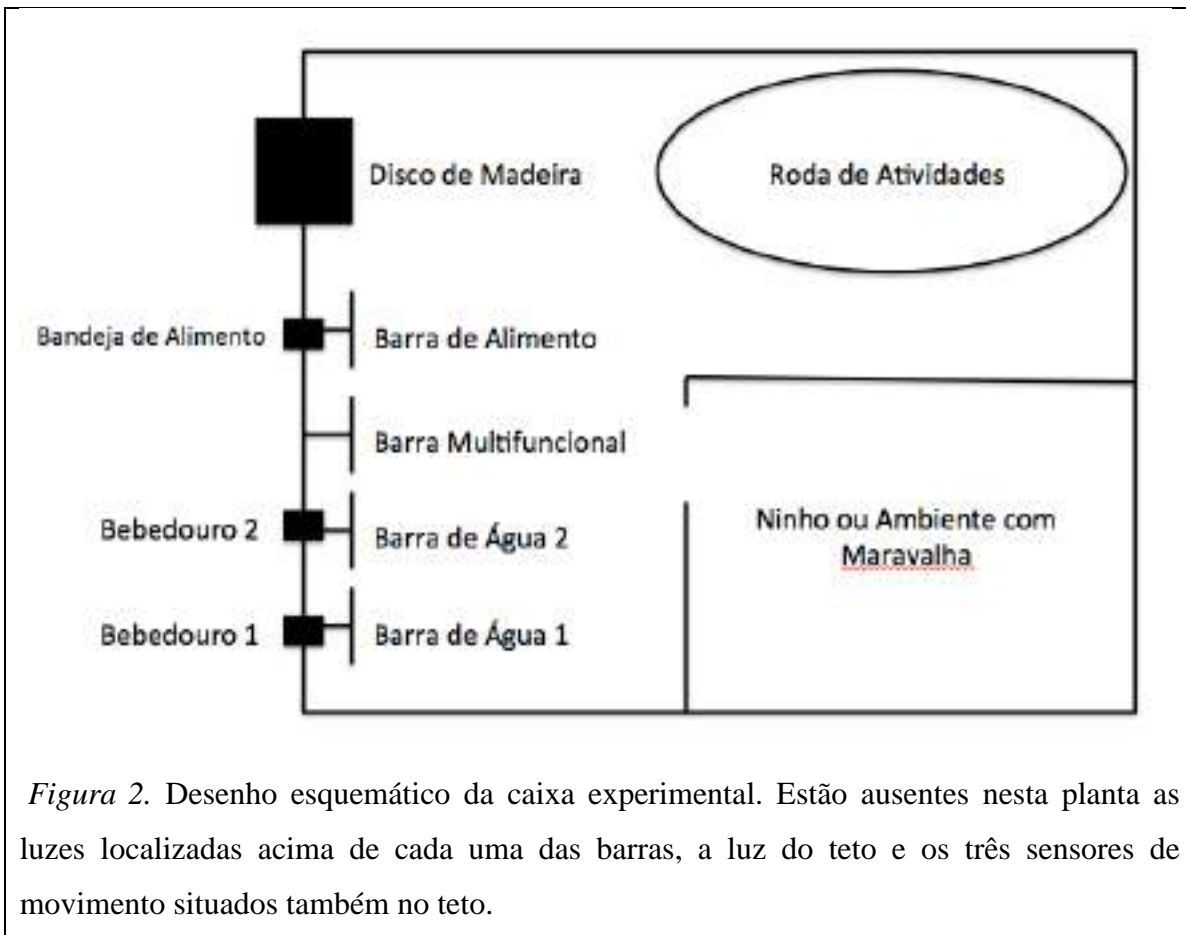 Disco de Madeira
Roda de Atividades
Bandeja de Alimento
Barra de Alimento
Barra Multifuncional
Bebedouro 2
Barra de Água 2
Ninho ou Ambiente com
Maravalha
Bebedouro 1
Barra de Água 1
Figura 2. Desenho esquemático da caixa experimental. Estão ausentes nesta planta as
luzes localizadas acima de cada uma das barras, a luz do teto e os três sensores de
movimento situados também no teto.